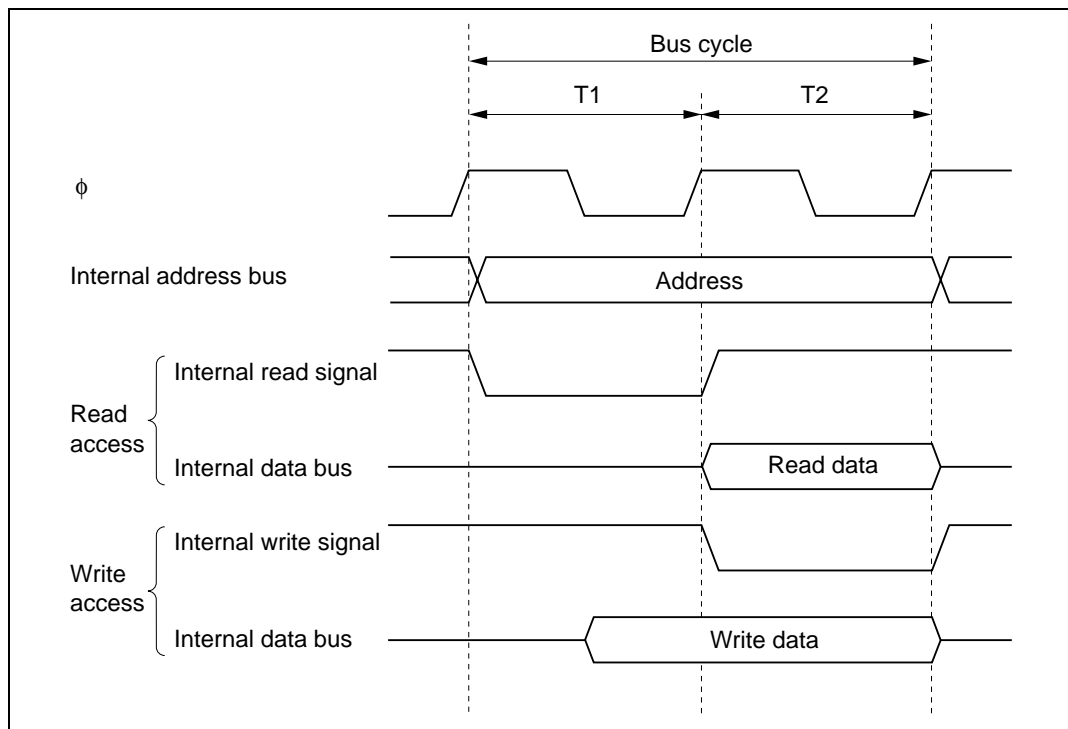 Bus cycle
T1 T2
ϕ
Internal address bus Address
Internal read signal
Read
access
Internal data bus Read data
Internal write signal
Write
access
Internal data bus Write data